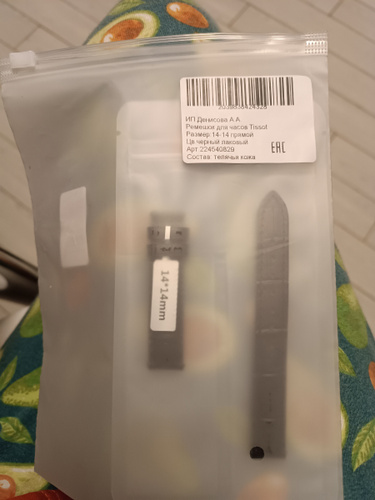 ИП Денисова А А
Ремешки для часов Tissot
Размер:14-14 прямой
Цв:черный лаковый
Арт:224540829
Состав: телячья кожа
EAC
14*14mm